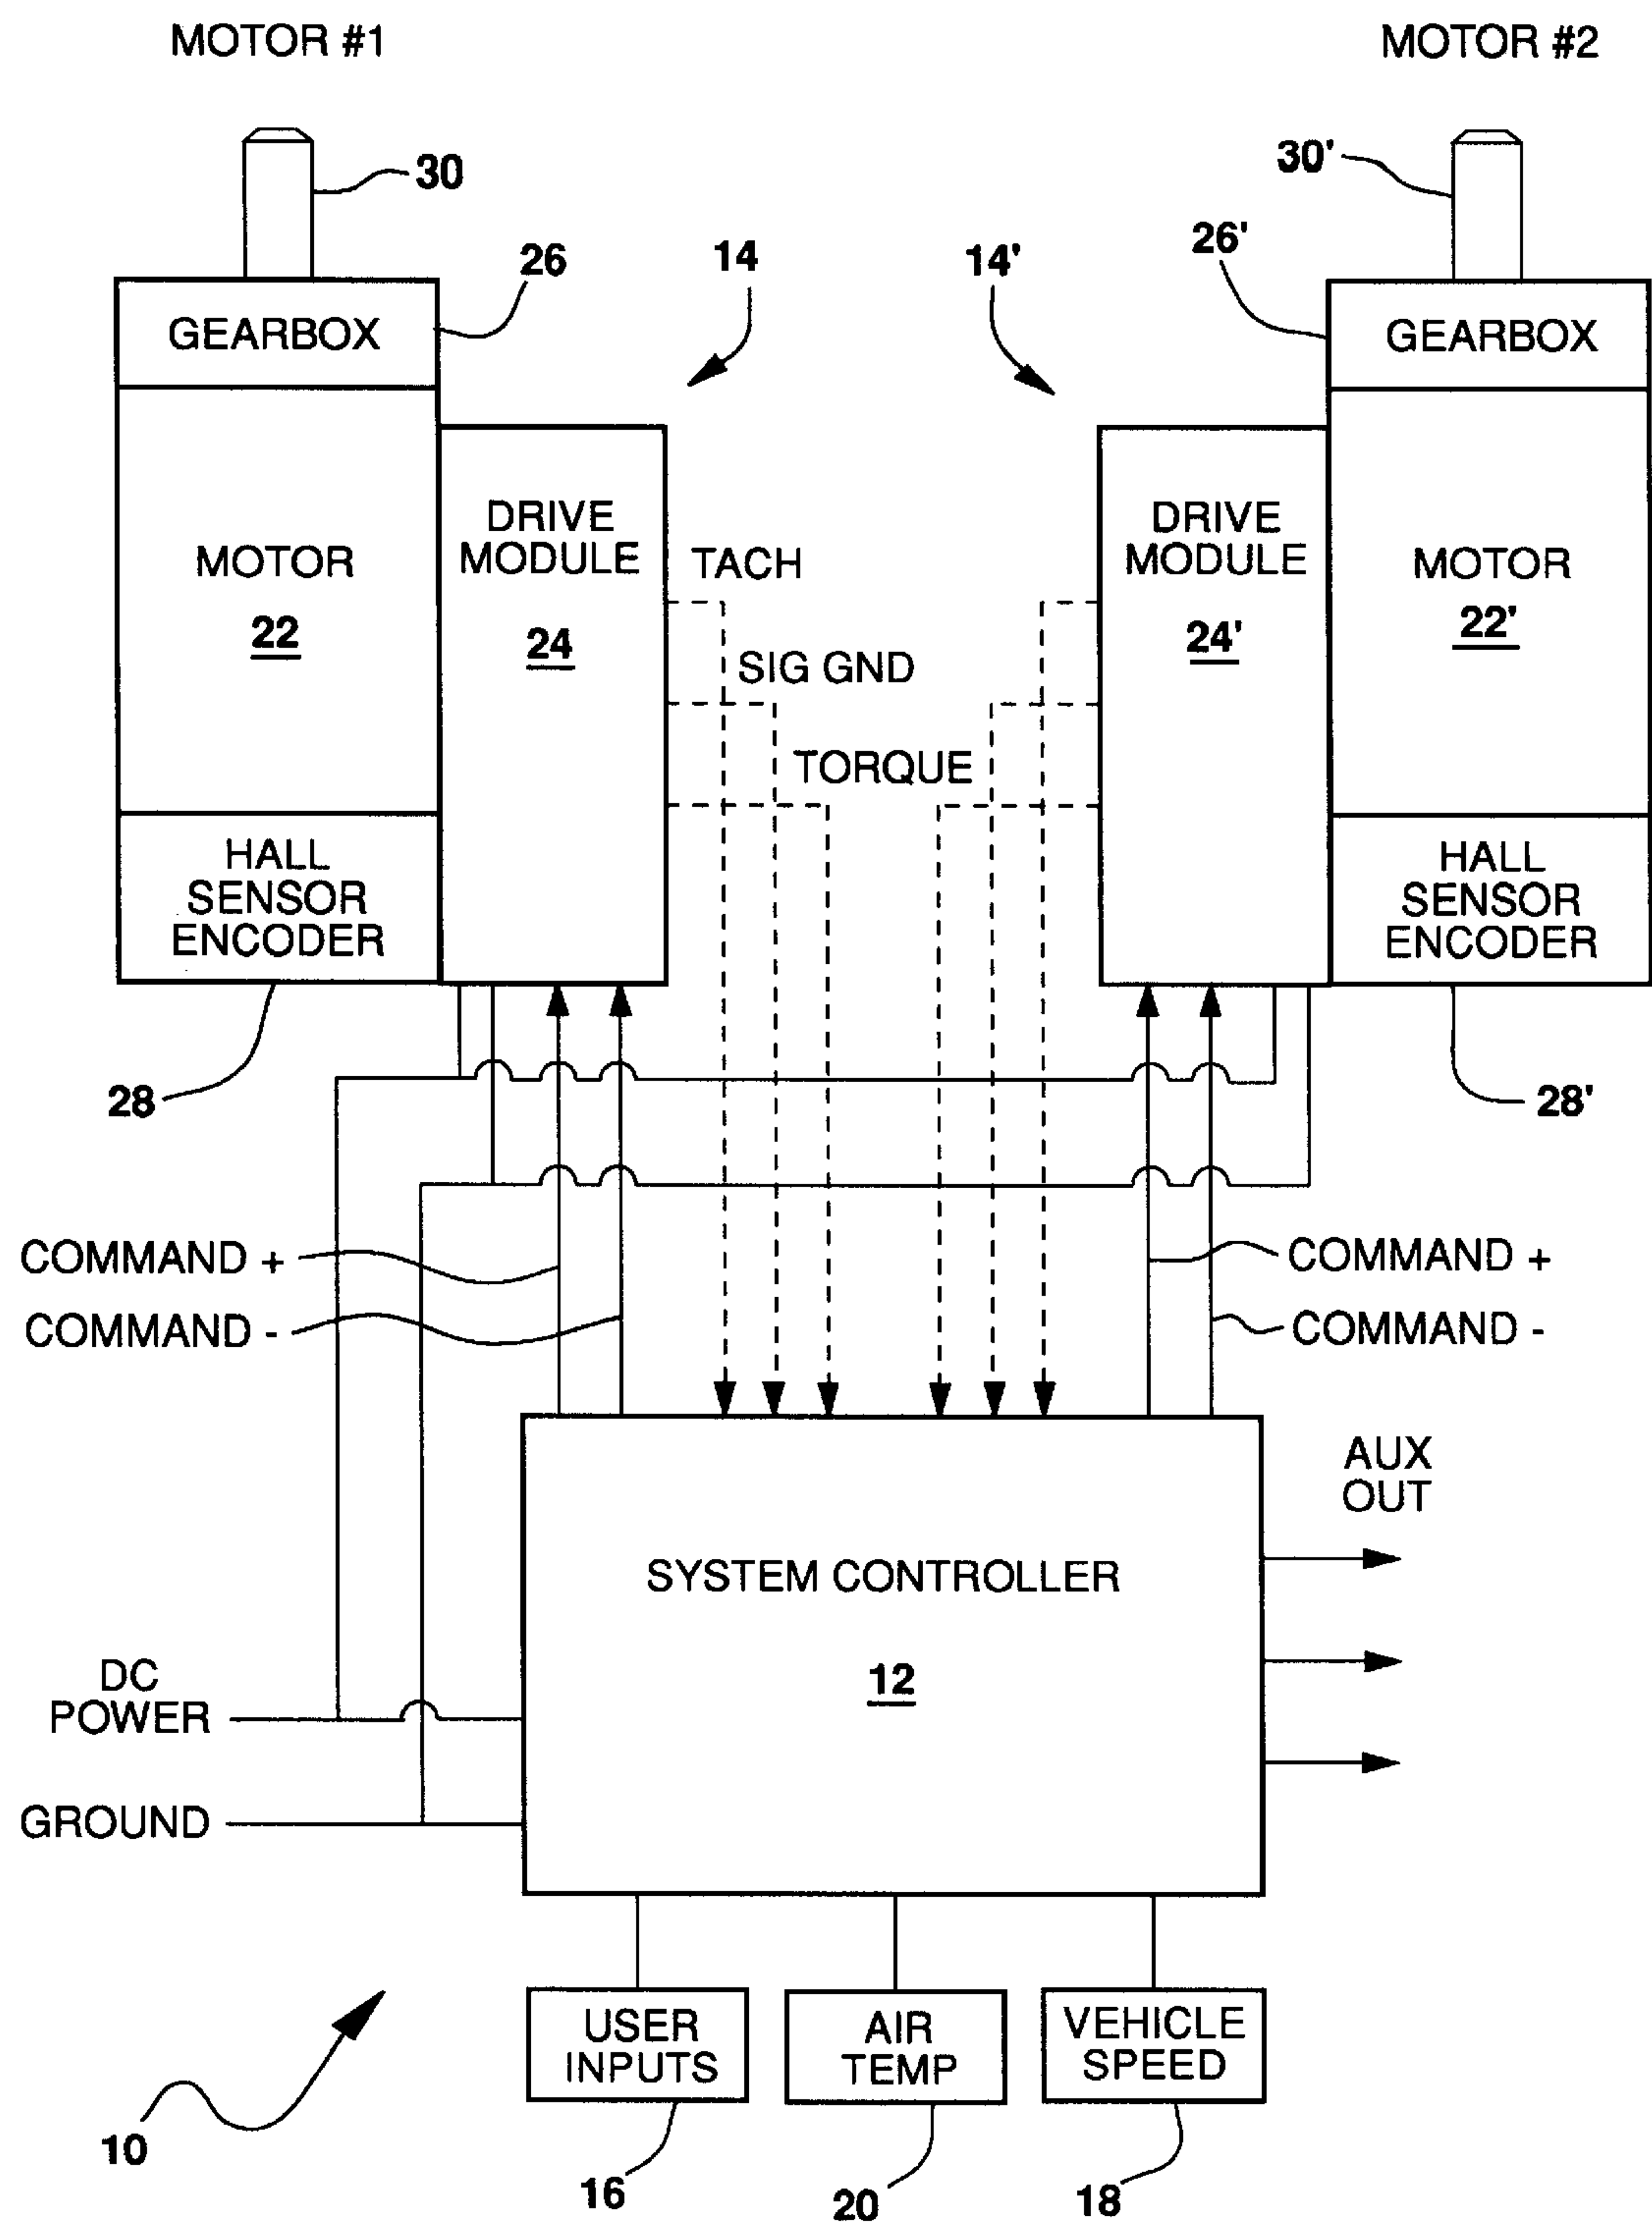 MOTOR #1
MOTOR #2
30
30'
26
14
14'
26'
GEARBOX
GEARBOX
DRIVE
MODULE
24
MOTOR
22
TACH
SIG GND
TORQUE
DRIVE
MODULE
24'
MOTOR
22'
HALL
SENSOR
ENCODER
HALL
SENSOR
ENCODER
28
28'
COMMAND +
COMMAND -
COMMAND +
COMMAND -
AUX
OUT
SYSTEM CONTROLLER
12
DC
POWER
GROUND
USER
INPUTS
AIR
TEMP
VEHICLE
SPEED
10
16
20
18